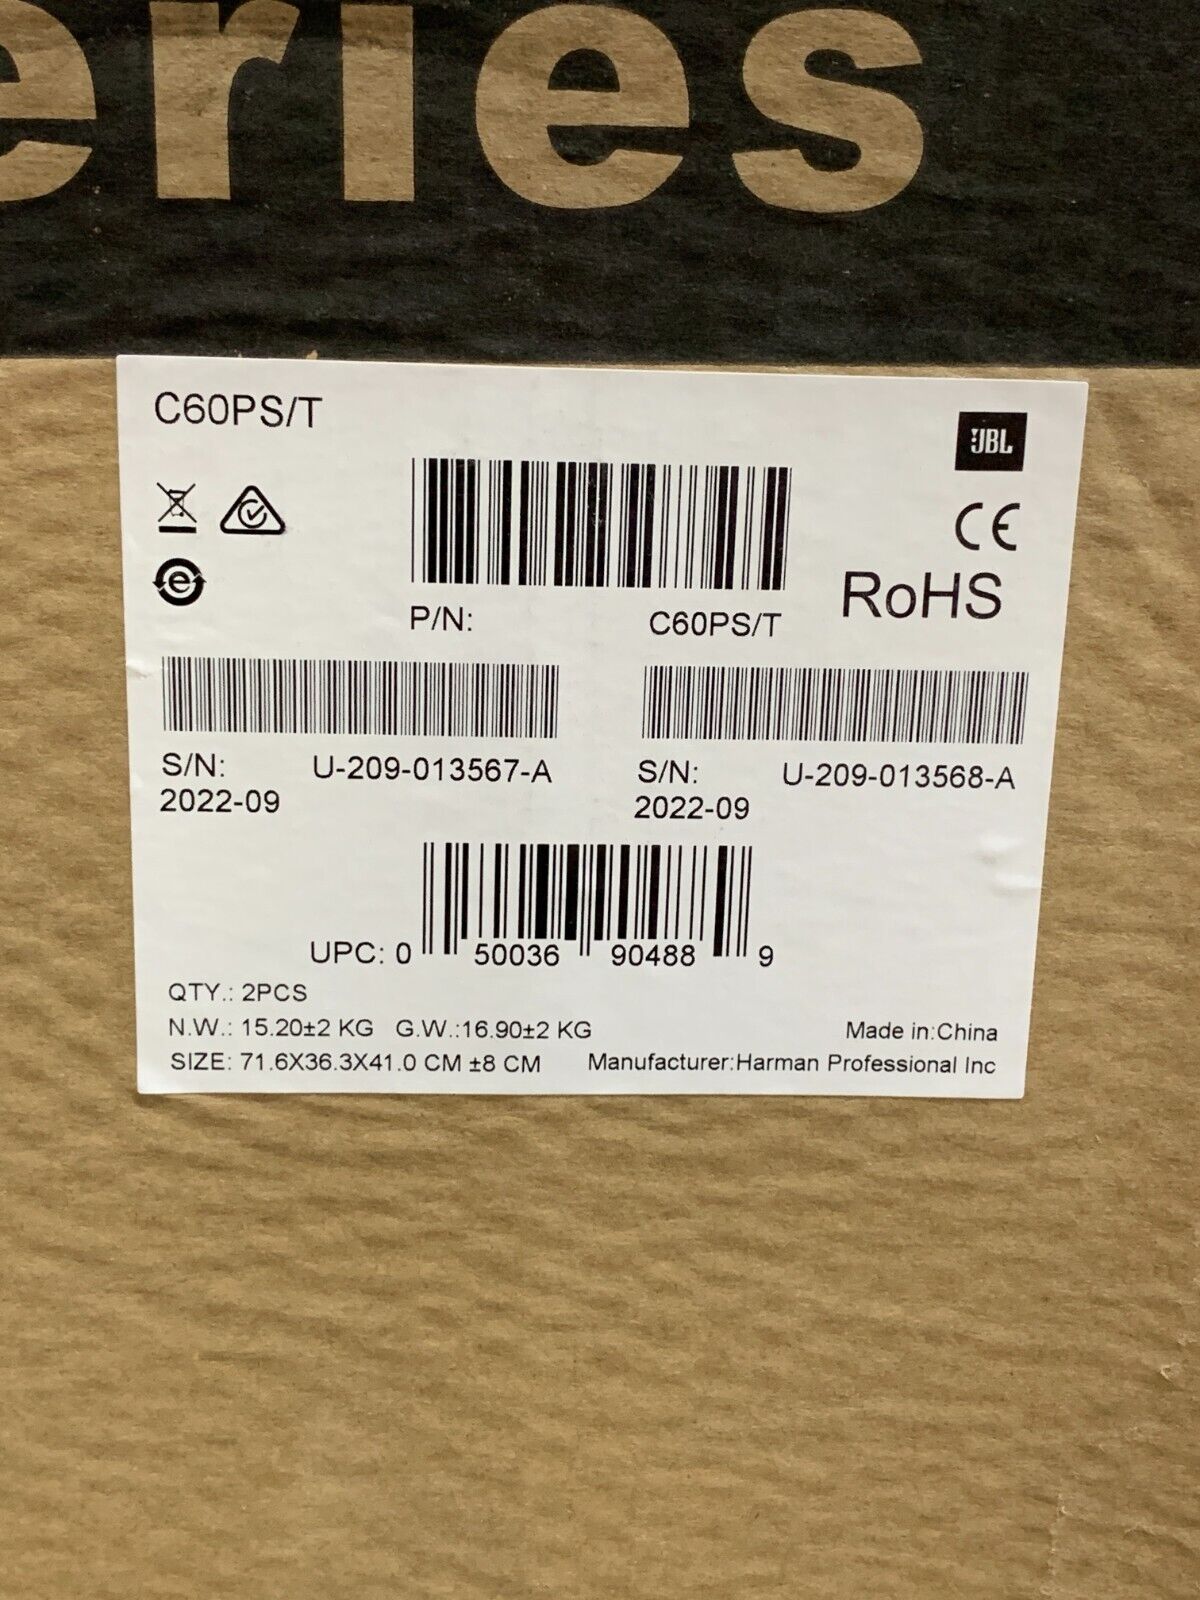 eries
C60PS/T
JBL
CE
RoHS
P/N: C60PS/T
S/N: U-209-013567-A
2022-09
S/N: U-209-013568-A
2022-09
UPC: 0 50036 90488 9
QTY.: 2PCS
N.W.: 15.20±2 KG G.W.:16.90±2 KG
Made in:China
SIZE: 71.6X36.3X41.0 CM ±8 CM
Manufacturer:Harman Professional Inc